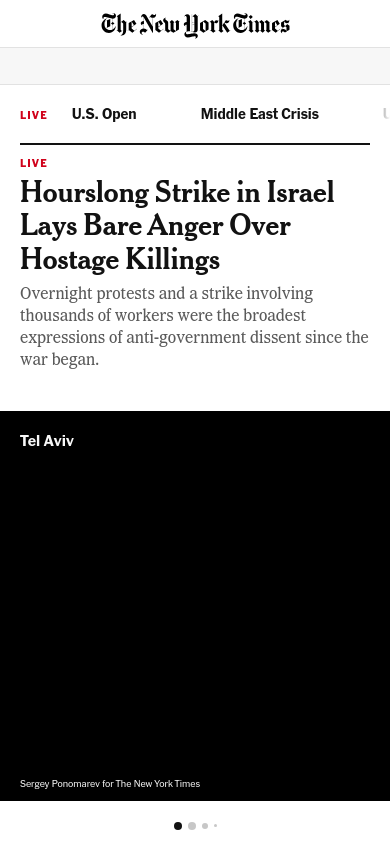 The New York Times
LIVE
U.S. Open
Middle East Crisis
LIVE
Hourslong Strike in Israel
Lays Bare Anger Over
Hostage Killings
Overnight protests and a strike involving
thousands of workers were the broadest
expressions of anti-government dissent since the
war began.
Tel Aviv
Sergey Ponomarev for The New York Times